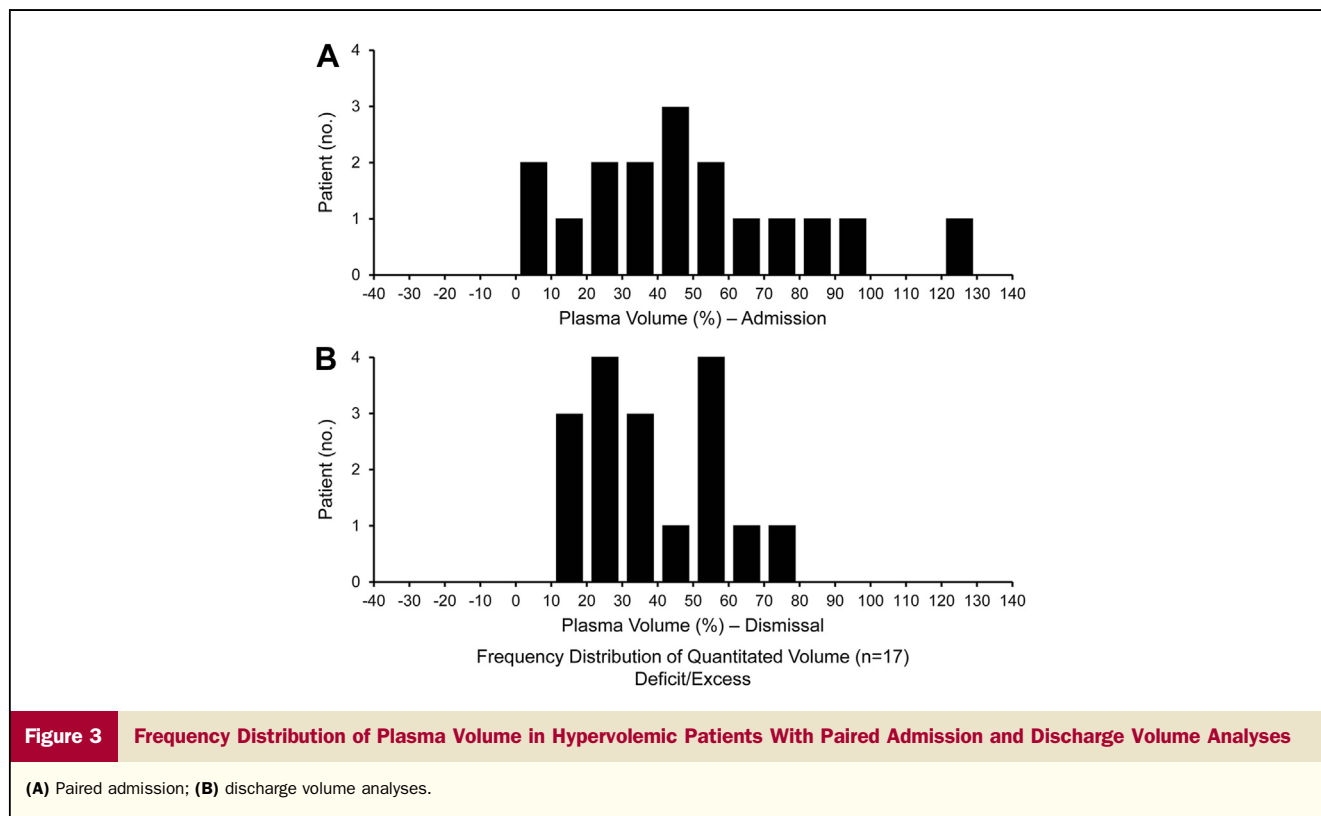 A
4
3
2
1
0
Patient (no.)
-40 -30 -20 -10 0 10 20 30 40 50 60 70 80 90 100 110 120 130 140
Plasma Volume (%) – Admission
B
4
3
2
1
0
Patient (no.)
-40 -30 -20 -10 0 10 20 30 40 50 60 70 80 90 100 110 120 130 140
Plasma Volume (%) – Dismissal
Frequency Distribution of Quantitated Volume (n=17)
Deficit/Excess
Figure 3 Frequency Distribution of Plasma Volume in Hypervolemic Patients With Paired Admission and Discharge Volume Analyses
(A) Paired admission; (B) discharge volume analyses.